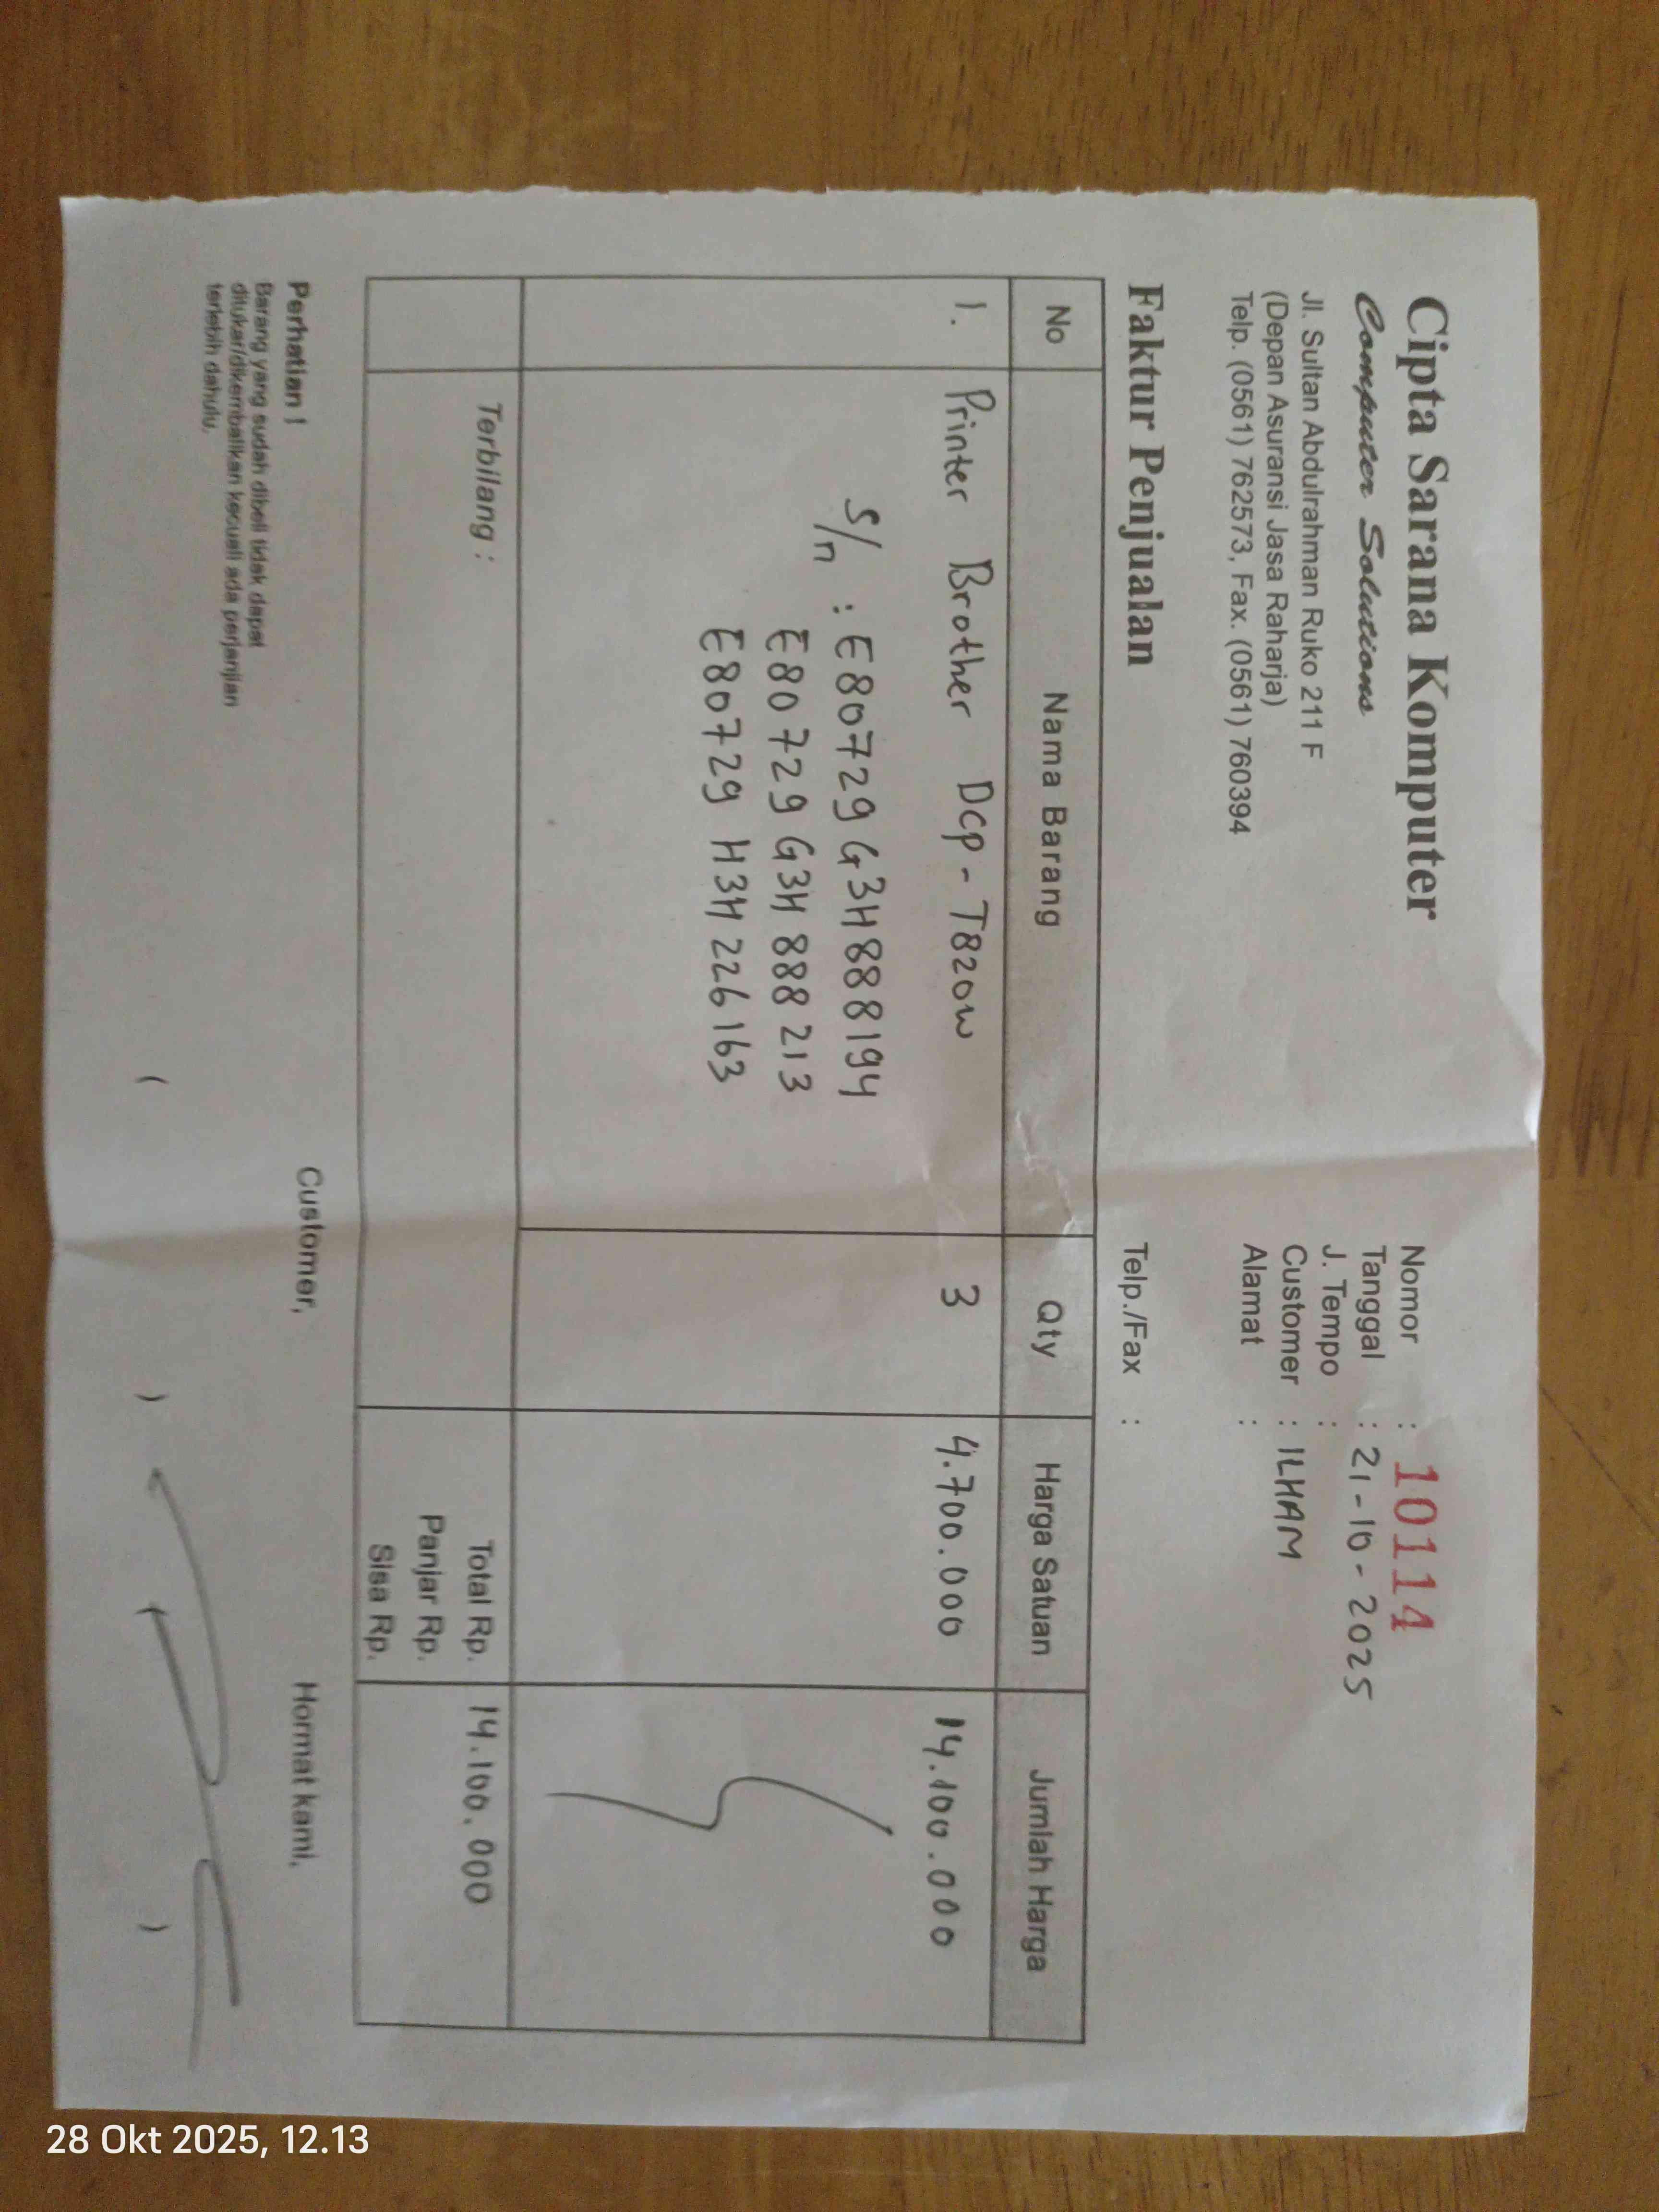 Cipta Sarana Komputer
Computer Solutions
Jl. Sultan Abdulrahman Ruko 211 F
(Depan Asuransi Jasa Raharja)
Telp. (0561) 762573, Fax. (0561) 760394
Nomor : 10114
Tanggal : 21-10-2025
J. Tempo :
Customer : ILHAM
Alamat :
Faktur Penjualan
Telp./Fax :
No Nama Barang Qty Harga Satuan Jumlah Harga
1. Printer Brother DCP-T820W 3 4.700.000 14.100.000
S/n : E80729G3H888194
E80729G3H888213
E80729H3H226163
Terbilang :
Total Rp. 14.100.000
Panjar Rp.
Sisa Rp.
Perhatian !
Barang yang sudah dibeli tidak dapat
ditukar/dikembalikan kecuali ada perjanjian
terlebih dahulu.
Customer,
Hormat kami,
( )
( )
28 Okt 2025, 12.13